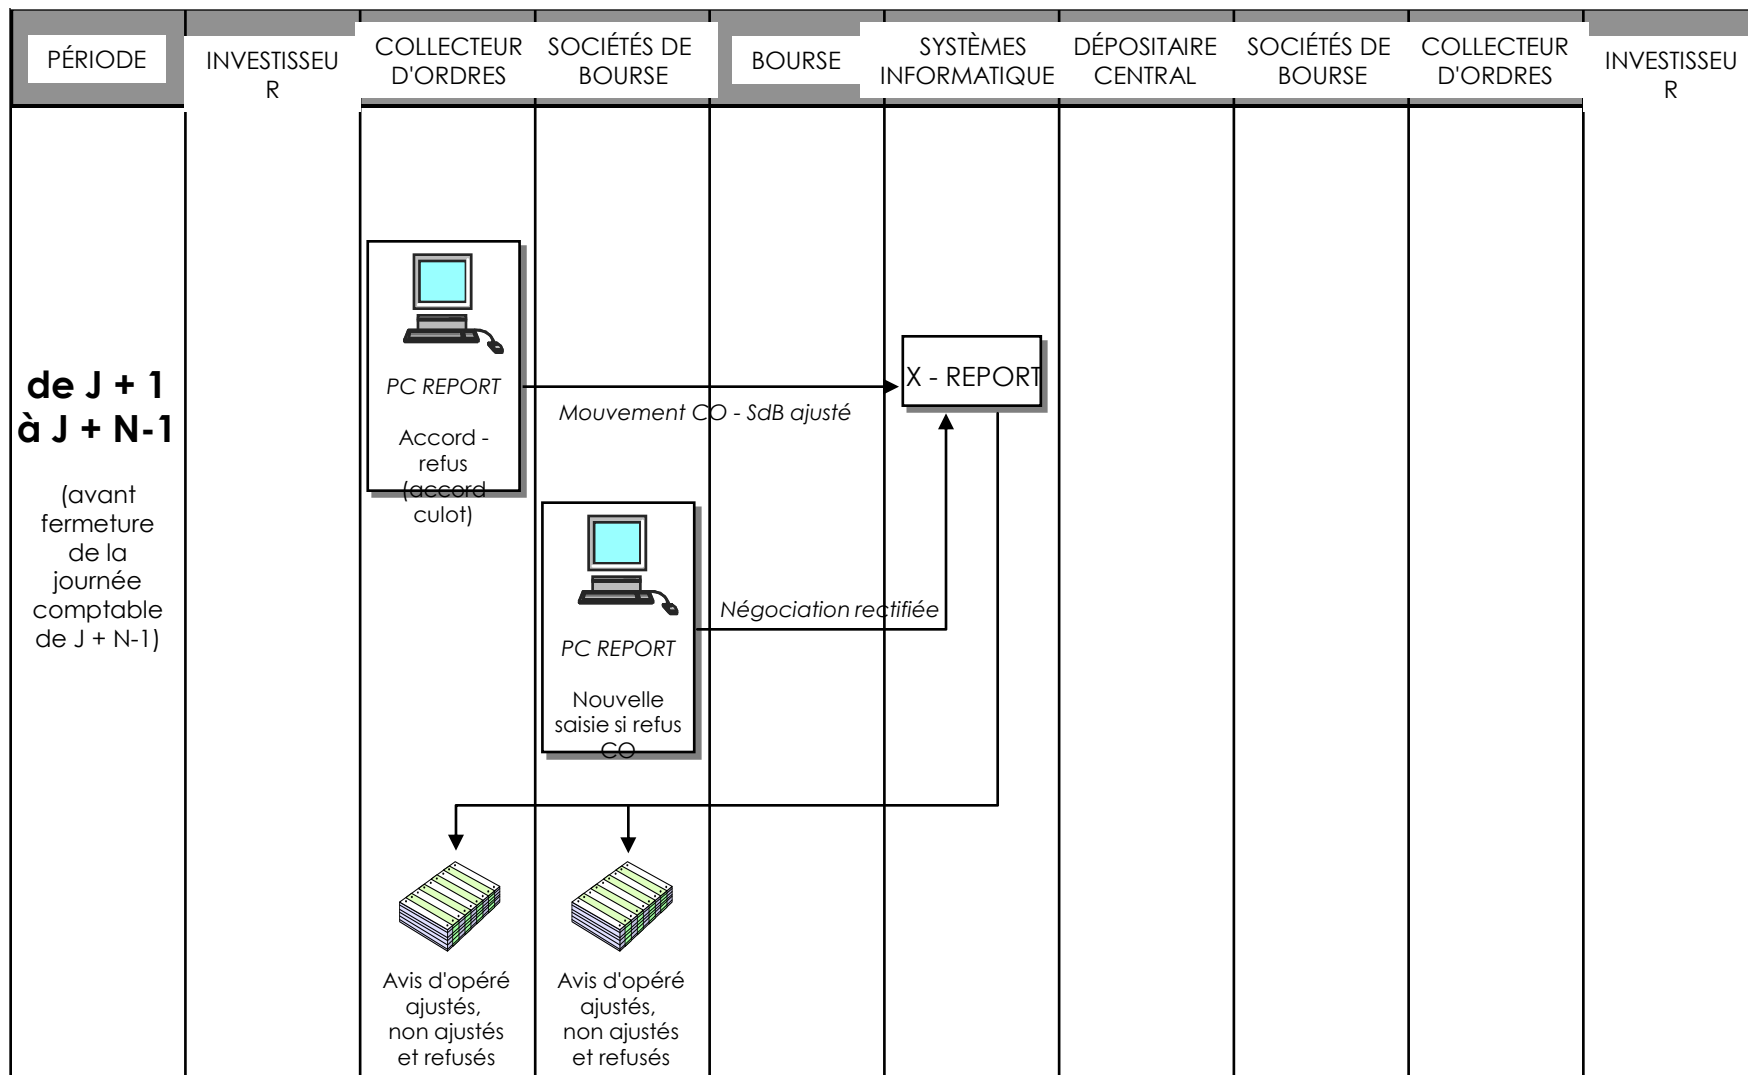 PÉRIODE
INVESTISSEU
R
COLLECTEUR
D'ORDRES
SOCIÉTÉS DE
BOURSE
BOURSE
SYSTÈMES
INFORMATIQUE
DÉPOSITAIRE
CENTRAL
SOCIÉTÉS DE
BOURSE
COLLECTEUR
D'ORDRES
INVESTISSEU
R
de J + 1
à J + N-1
(avant
fermeture
de la
journée
comptable
de J + N-1)
PC REPORT
Accord -
refus
(accord
culot)
Mouvement CO - SdB ajusté
X - REPORT
PC REPORT
Nouvelle
saisie si refus
CO
Négociation rectifiée
Avis d'opéré
ajustés,
non ajustés
et refusés
Avis d'opéré
ajustés,
non ajustés
et refusés